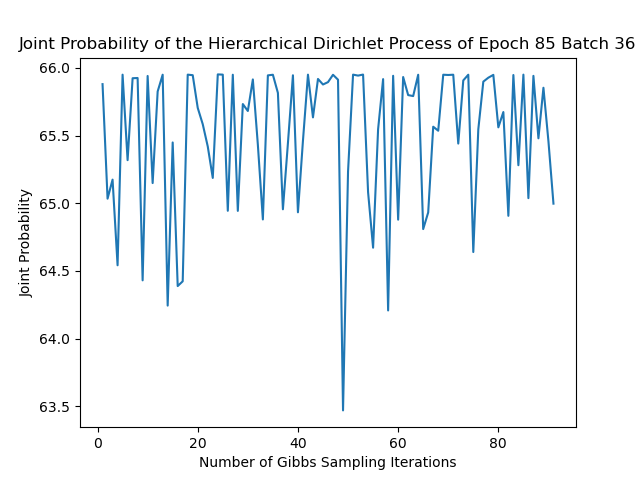 Joint Probability of the Hierarchical Dirichlet Process of Epoch 85 Batch 36
66.0
65.5
65.0
64.5
64.0
63.5
Joint Probability
0 20 40 60 80
Number of Gibbs Sampling Iterations